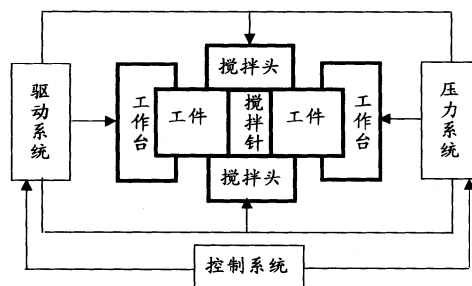 搅拌头
驱动系统
工作台
工件
搅拌针
工件
工作台
压力系统
搅拌头
控制系统